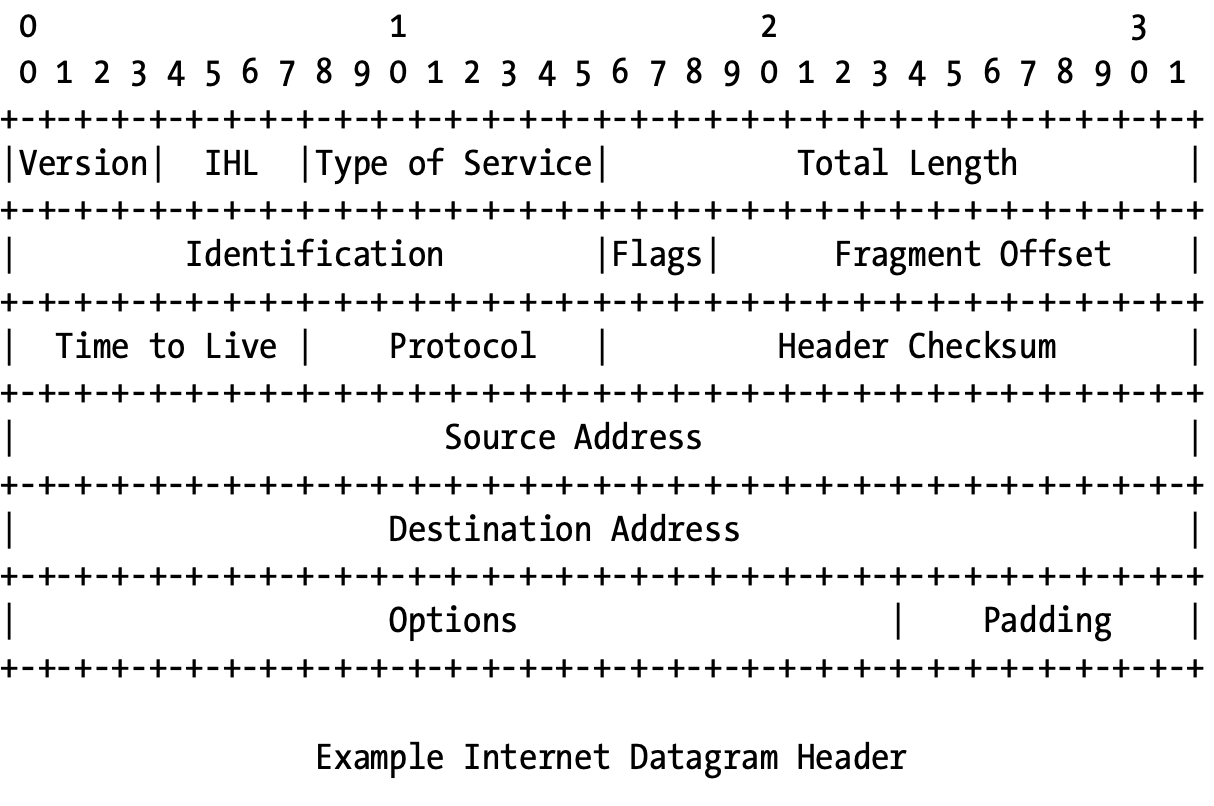 0                   1                   2                   3
 0 1 2 3 4 5 6 7 8 9 0 1 2 3 4 5 6 7 8 9 0 1 2 3 4 5 6 7 8 9 0 1
+-+-+-+-+-+-+-+-+-+-+-+-+-+-+-+-+-+-+-+-+-+-+-+-+-+-+-+-+-+-+-+-+
|Version|  IHL  |Type of Service|          Total Length         |
+-+-+-+-+-+-+-+-+-+-+-+-+-+-+-+-+-+-+-+-+-+-+-+-+-+-+-+-+-+-+-+-+
|         Identification        |Flags|      Fragment Offset    |
+-+-+-+-+-+-+-+-+-+-+-+-+-+-+-+-+-+-+-+-+-+-+-+-+-+-+-+-+-+-+-+-+
|  Time to Live |    Protocol   |         Header Checksum       |
+-+-+-+-+-+-+-+-+-+-+-+-+-+-+-+-+-+-+-+-+-+-+-+-+-+-+-+-+-+-+-+-+
|                       Source Address                          |
+-+-+-+-+-+-+-+-+-+-+-+-+-+-+-+-+-+-+-+-+-+-+-+-+-+-+-+-+-+-+-+-+
|                    Destination Address                        |
+-+-+-+-+-+-+-+-+-+-+-+-+-+-+-+-+-+-+-+-+-+-+-+-+-+-+-+-+-+-+-+-+
|                    Options                    |    Padding    |
+-+-+-+-+-+-+-+-+-+-+-+-+-+-+-+-+-+-+-+-+-+-+-+-+-+-+-+-+-+-+-+-+
                 Example Internet Datagram Header